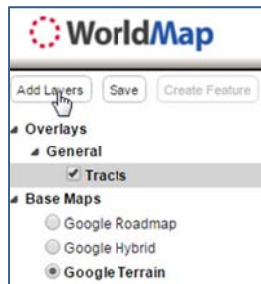 WorldMap
Add Layers Save Create Feature
Overlays
General
Tracts
Base Maps
Google Roadmap
Google Hybrid
Google Terrain